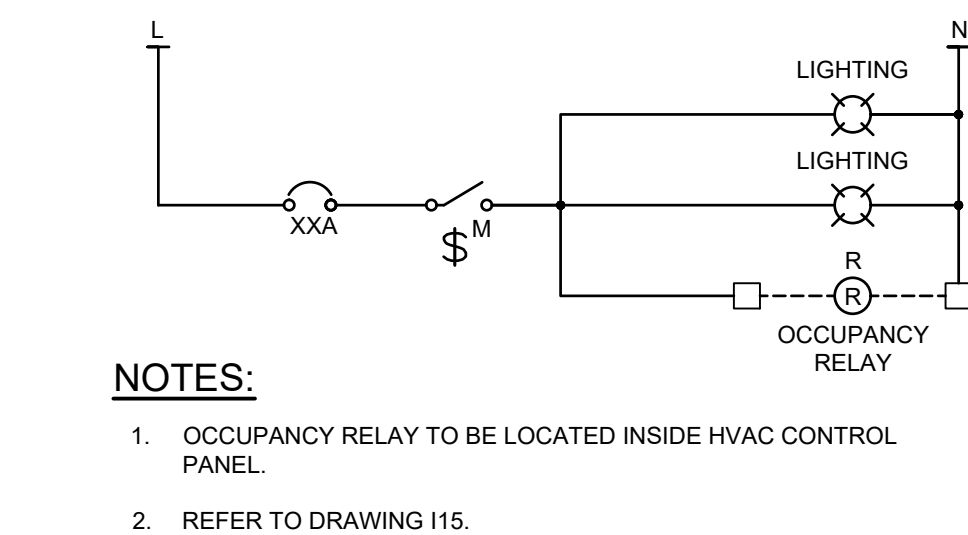 L
N
LIGHTING
LIGHTING
XXA
$ M
R
R
OCCUPANCY
RELAY
NOTES:
1. OCCUPANCY RELAY TO BE LOCATED INSIDE HVAC CONTROL
PANEL.
2. REFER TO DRAWING I15.